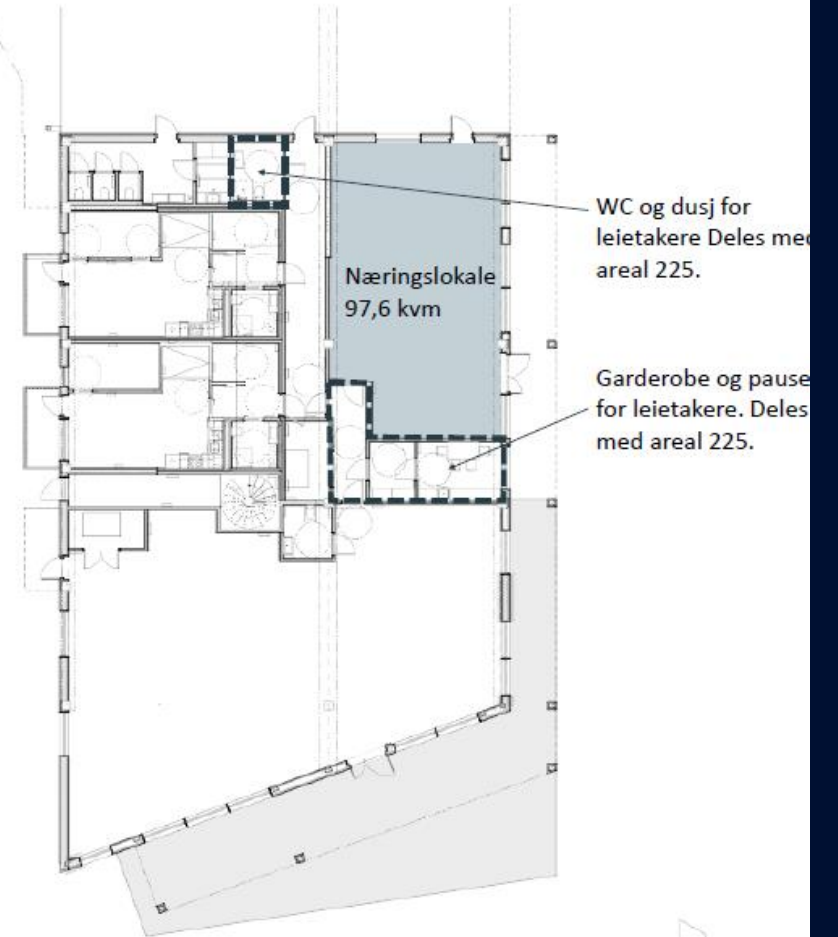 WC og dusj for
leietakere Deles med
areal 225.
Næringslokale
97,6 kvm
Garderobe og pause
for leietakere. Deles
med areal 225.